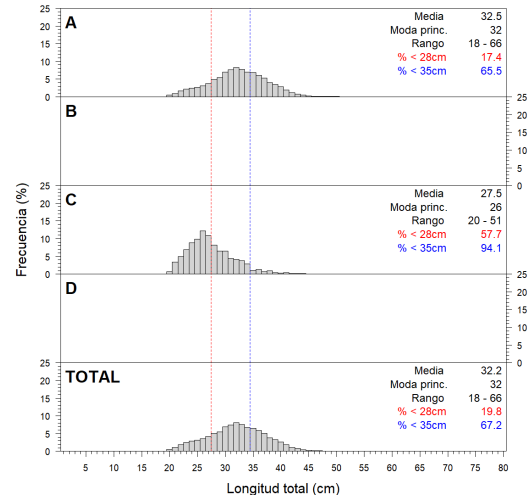 25
20
15
10
5
0
A
Media 32.5
Moda princ. 32
Rango 18 - 66
% < 28cm 17.4
% < 35cm 65.5
B
25
20
15
10
5
0
25
20
15
10
5
0
C
Media 27.5
Moda princ. 26
Rango 20 - 51
% < 28cm 57.7
% < 35cm 94.1
D
25
20
15
10
5
0
25
20
15
10
5
0
TOTAL
Media 32.2
Moda princ. 32
Rango 18 - 66
% < 28cm 19.8
% < 35cm 67.2
Frecuencia (%)
5 10 15 20 25 30 35 40 45 50 55 60 65 70 75 80
Longitud total (cm)